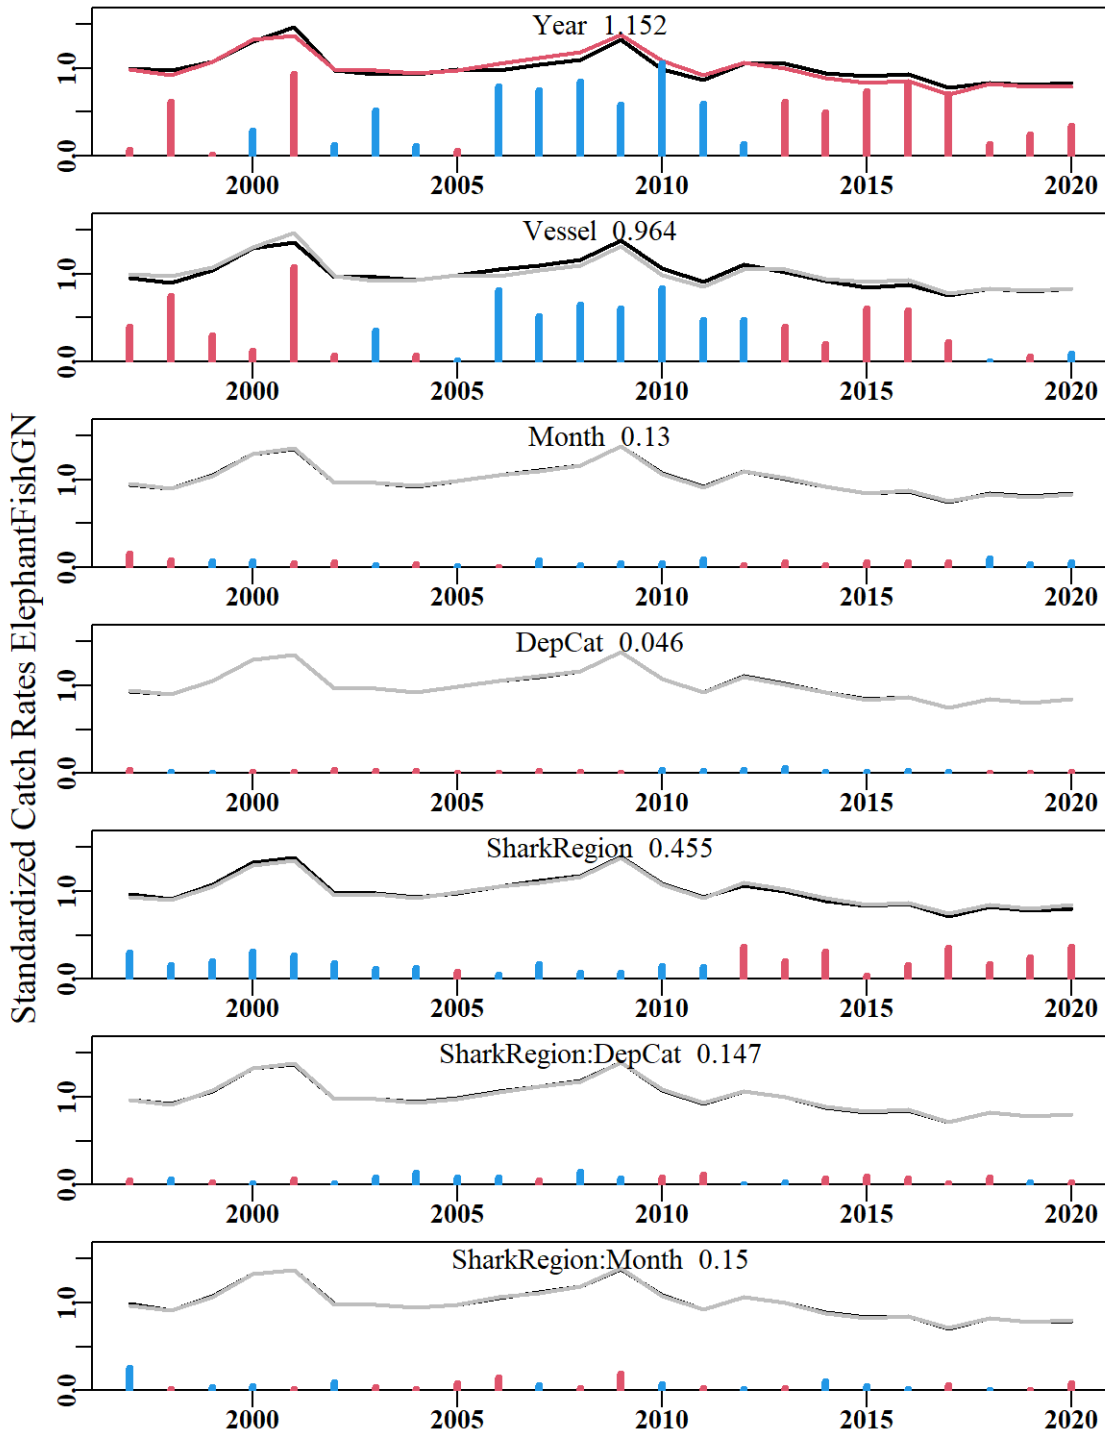 Standardized Catch Rates ElephantFishGN
Year 1.152
0.0 1.0
2000 2005 2010 2015 2020
Vessel 0.964
0.0 1.0
2000 2005 2010 2015 2020
Month 0.13
0.0 1.0
2000 2005 2010 2015 2020
DepCat 0.046
0.0 1.0
2000 2005 2010 2015 2020
SharkRegion 0.455
0.0 1.0
2000 2005 2010 2015 2020
SharkRegion:DepCat 0.147
0.0 1.0
2000 2005 2010 2015 2020
SharkRegion:Month 0.15
0.0 1.0
2000 2005 2010 2015 2020